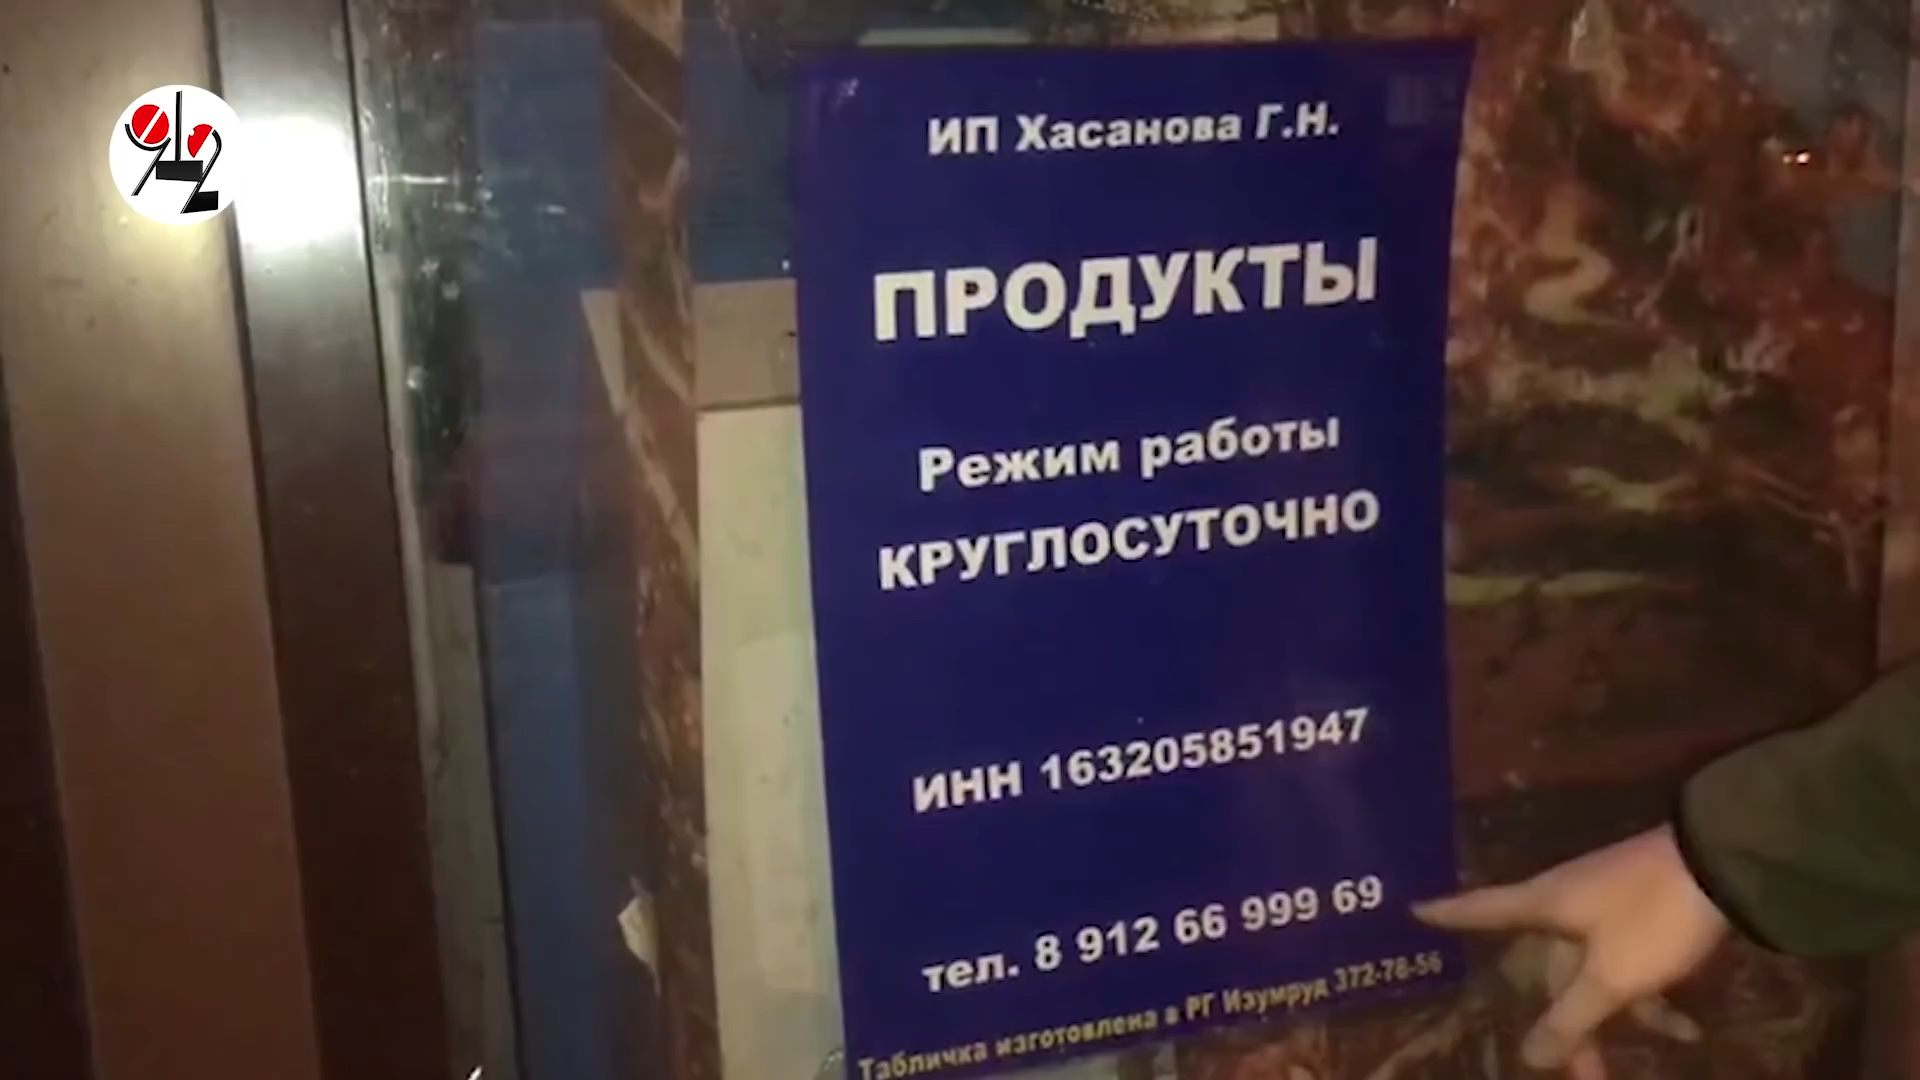 ИП Хасанова Г.Н.
ПРОДУКТЫ
Режим работы
КРУГЛОСУТОЧНО
ИНН 163205851947
тел. 8 912 66 999 69
Табличка изготовлена в РГ Изумруд 372-78-56